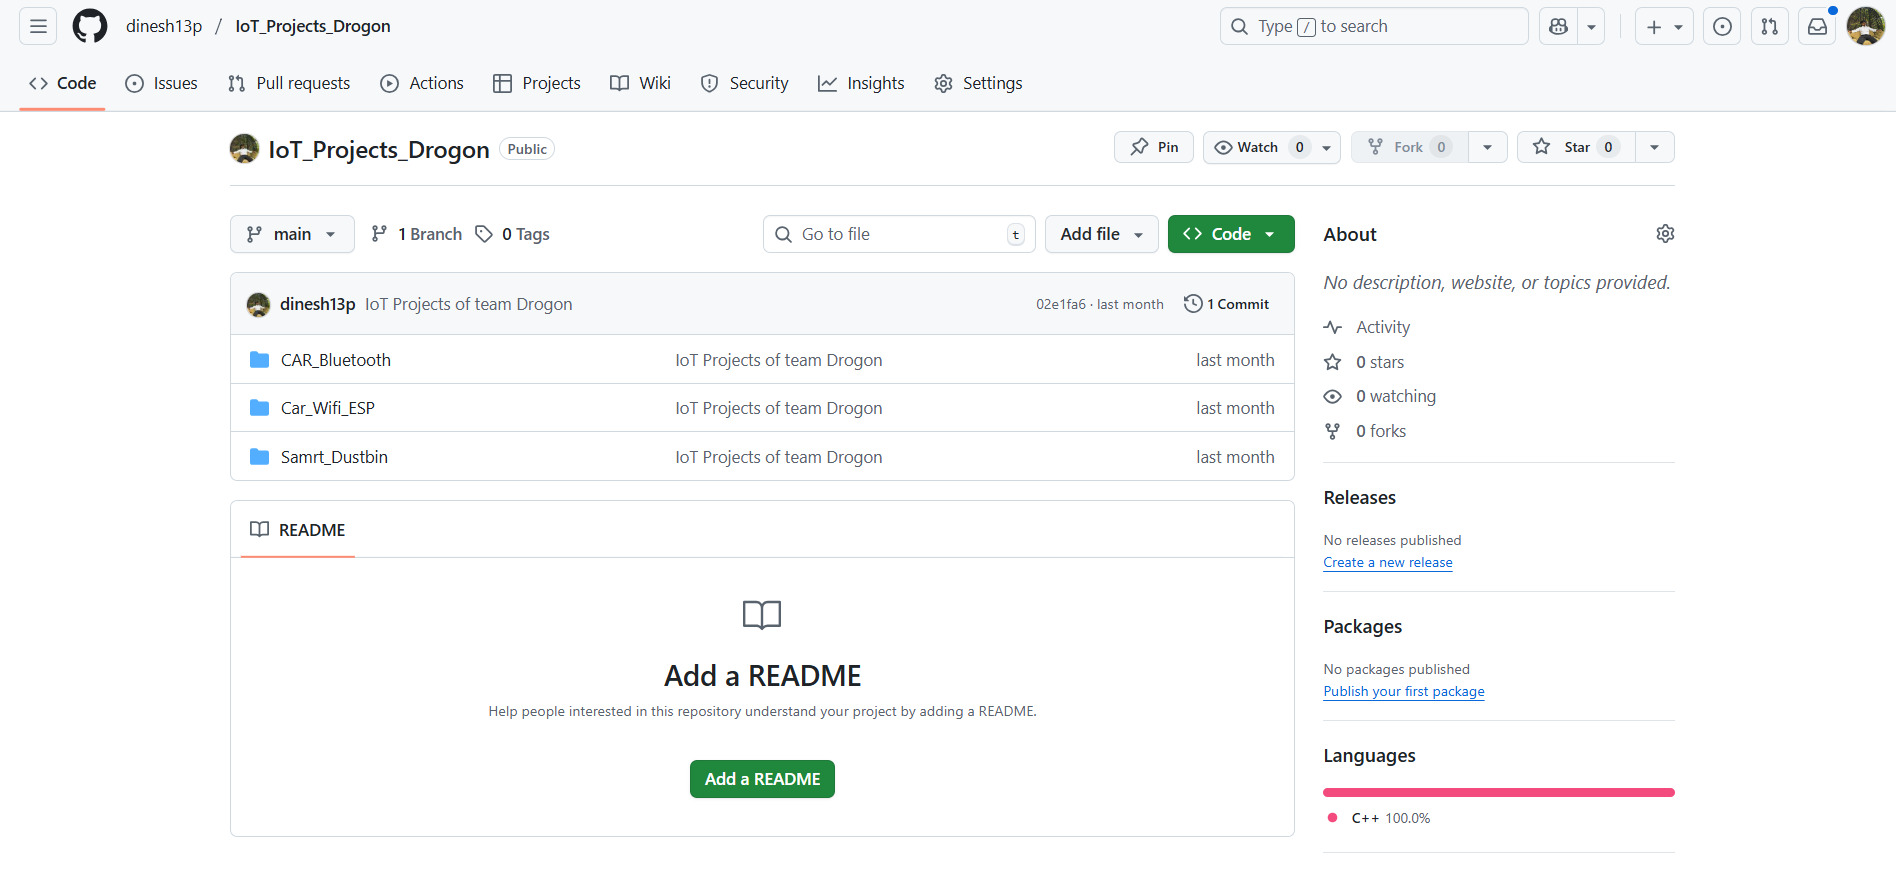 dinesh13p / IoT_Projects_Drogon
Type / to search
Code Issues Pull requests Actions Projects Wiki Security Insights Settings
IoT_Projects_Drogon Public
Pin Watch 0 Fork 0 Star 0
main 1 Branch 0 Tags Go to file t Add file Code
dinesh13p IoT Projects of team Drogon 02e1fa6 · last month 1 Commit
CAR_Bluetooth IoT Projects of team Drogon last month
Car_Wifi_ESP IoT Projects of team Drogon last month
Samrt_Dustbin IoT Projects of team Drogon last month
README
Add a README
Help people interested in this repository understand your project by adding a README.
Add a README
About
No description, website, or topics provided.
Activity
0 stars
0 watching
0 forks
Releases
No releases published
Create a new release
Packages
No packages published
Publish your first package
Languages
C++ 100.0%